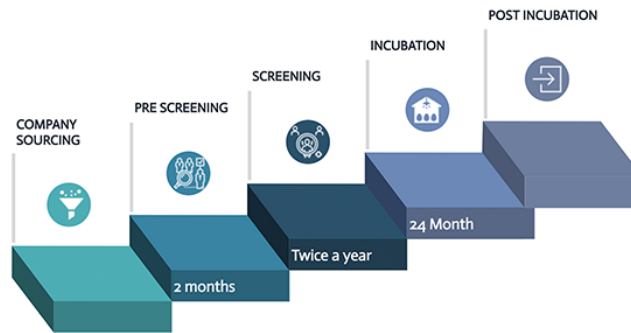 COMPANY
SOURCING
PRE SCREENING
2 months
SCREENING
Twice a year
INCUBATION
24 Month
POST INCUBATION